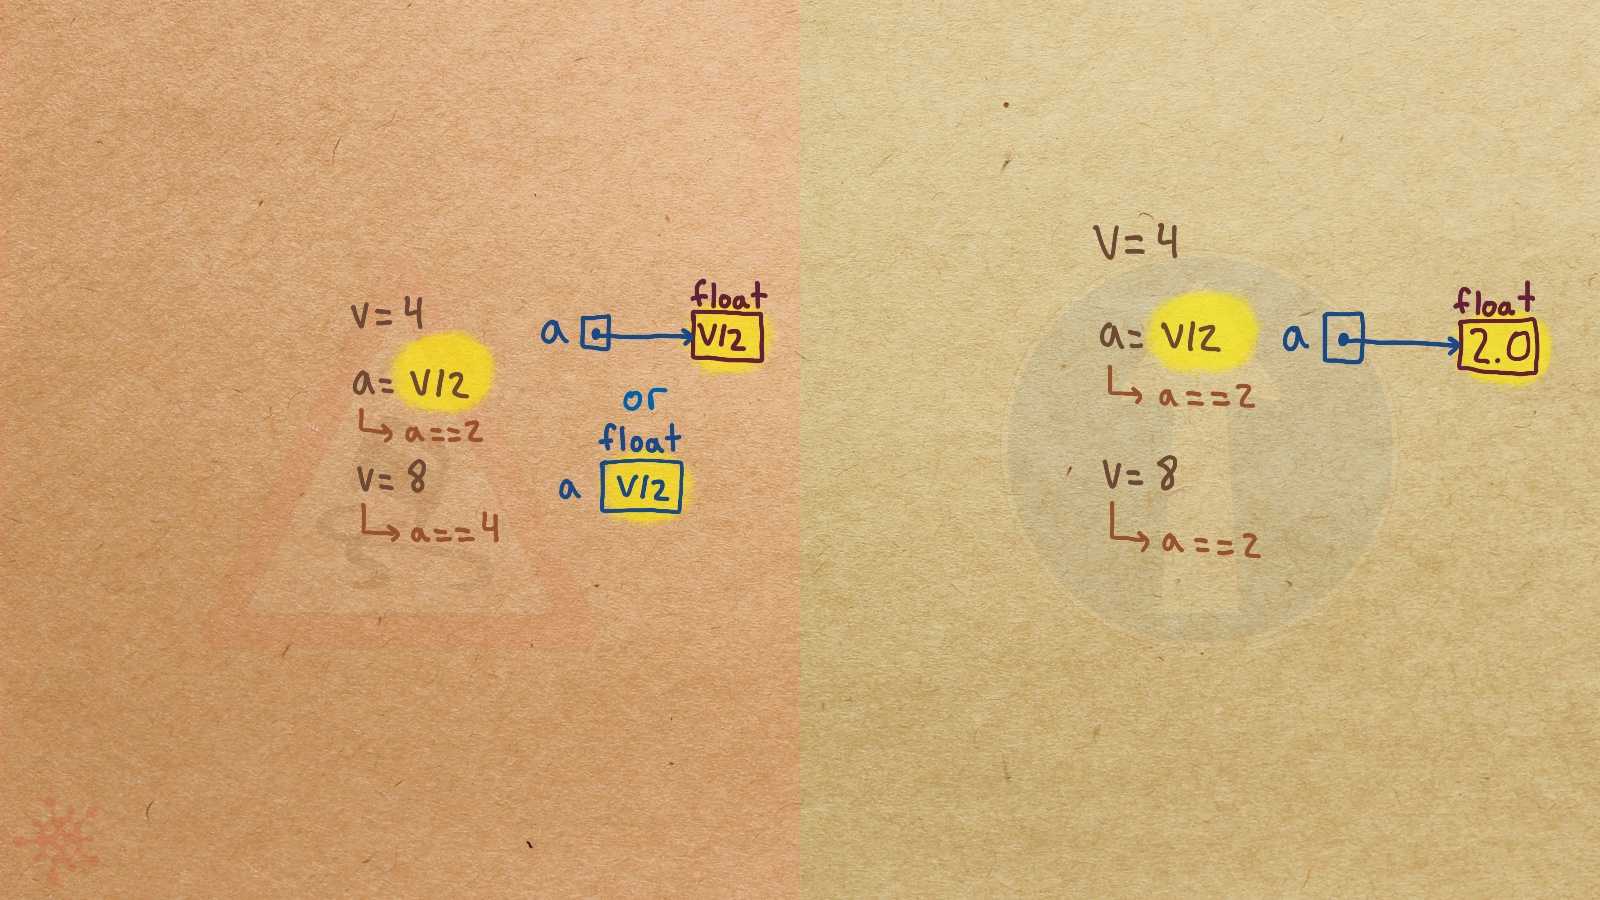 v = 4
a = v/2
a == 2
v = 8
a == 4
a
float
v/2
or
float
a
v/2
v = 4
a = v/2
a == 2
v = 8
a == 2
a
float
2.0